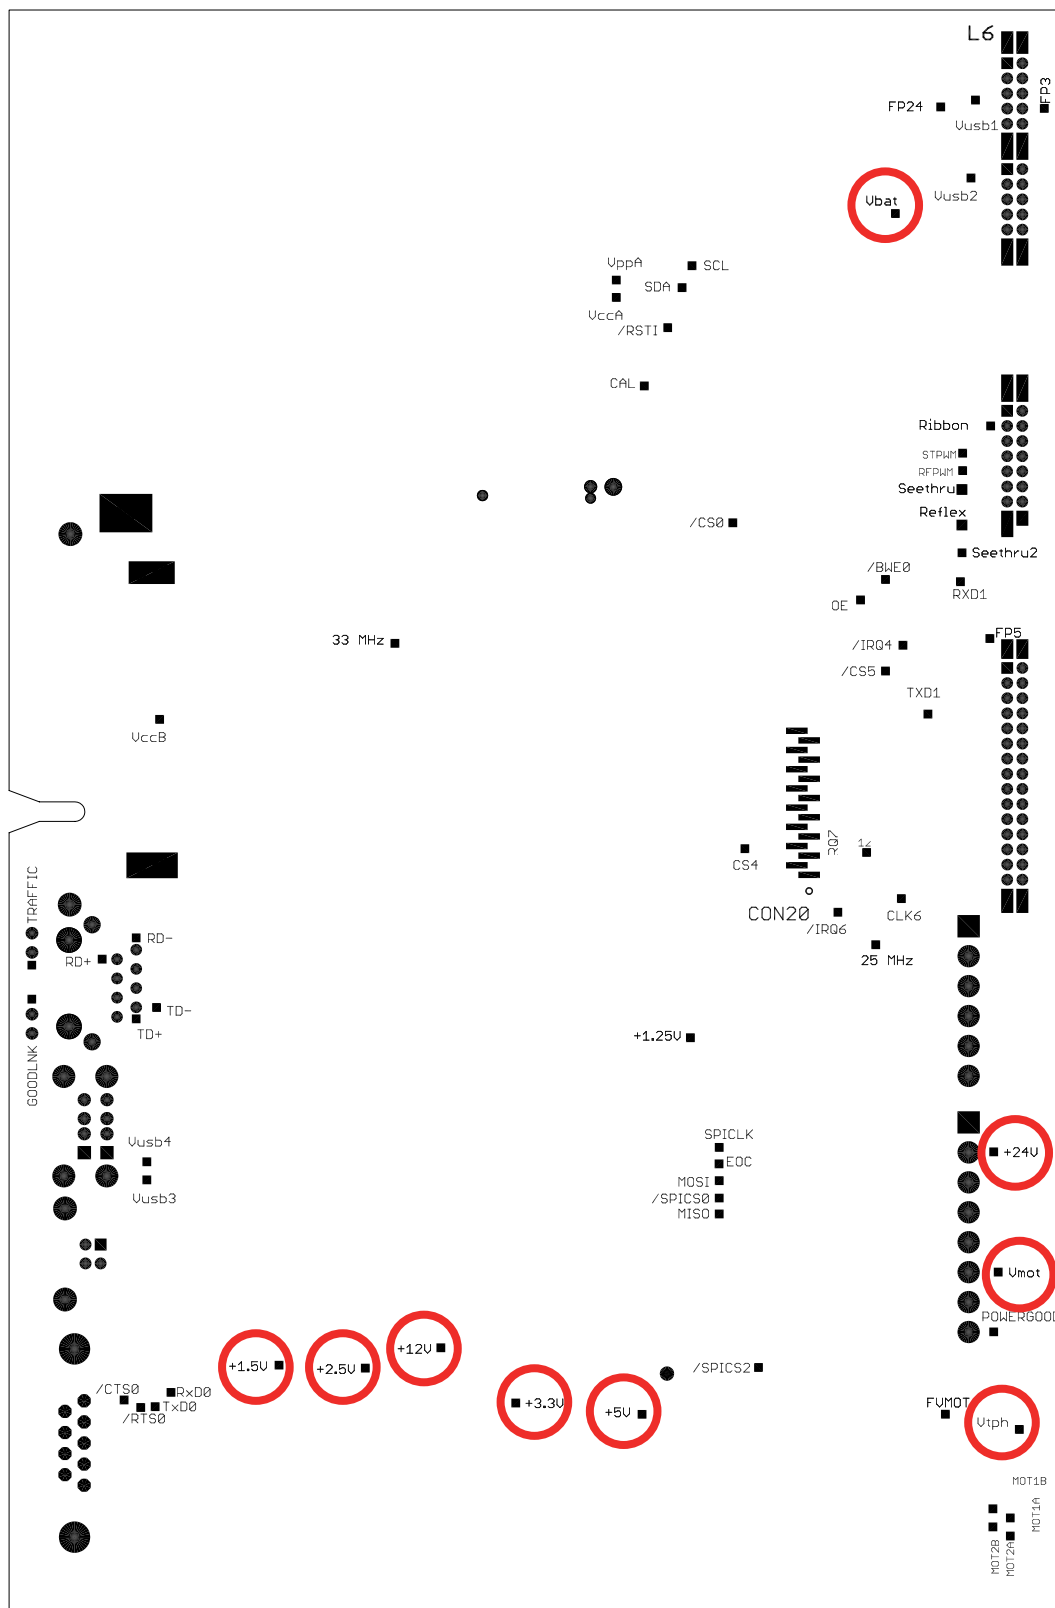 L6
FP3
FP24
Vusb1
Vbat
Vusb2
VppA
SCL
SDA
VccA
/RSTI
CAL
Ribbon
STPWM
RFPWM
Seethru
Reflex
/CS0
Seethru2
/BWE0
RXD1
OE
33 MHz
FP5
/IRQ4
/CS5
TXD1
VccB
RQ7
12
CS4
TRAFFIC
CON20
CLK6
/IRQ6
RD-
RD+
25 MHz
TD-
TD+
+1.25V
GOODLNK
SPICLK
Vusb4
EOC
+24V
MOSI
Vusb3
/SPICS0
MISO
Vmot
POWERGOOD
+12V
+1.5V
+2.5V
/SPICS2
/CTS0
RxD0
TxD0
/RTS0
+3.3V
+5V
FVMOT
Vtph
MOT1B
MOT1A
MOT2B
MOT2A